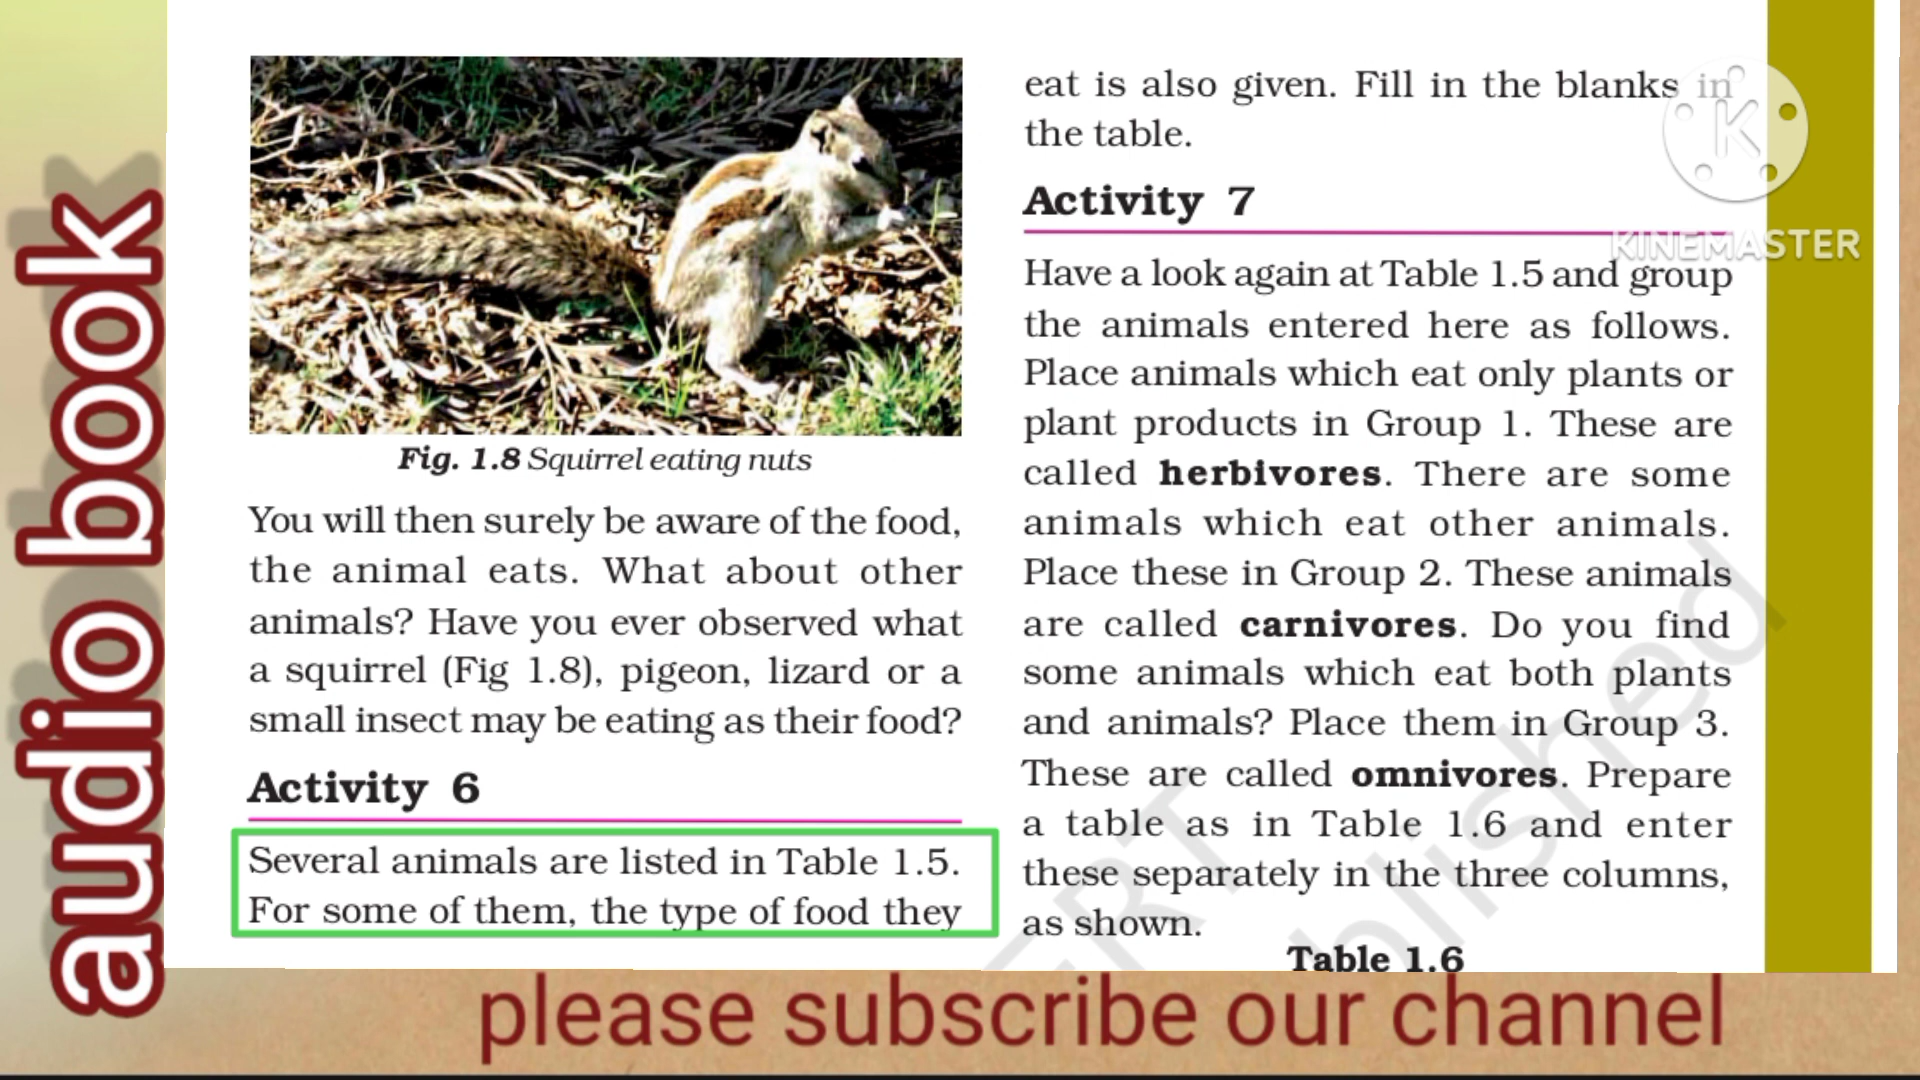 audio book
Fig. 1.8 Squirrel eating nuts
You will then surely be aware of the food,
the animal eats. What about other
animals? Have you ever observed what
a squirrel (Fig 1.8), pigeon, lizard or a
small insect may be eating as their food?
Activity 6
Several animals are listed in Table 1.5.
For some of them, the type of food they
eat is also given. Fill in the blanks in
the table.
Activity 7
Have a look again at Table 1.5 and group
the animals entered here as follows.
Place animals which eat only plants or
plant products in Group 1. These are
called herbivores. There are some
animals which eat other animals.
Place these in Group 2. These animals
are called carnivores. Do you find
some animals which eat both plants
and animals? Place them in Group 3.
These are called omnivores. Prepare
a table as in Table 1.6 and enter
these separately in the three columns,
as shown.
Table 1.6
K
KINEMASTER
please subscribe our channel